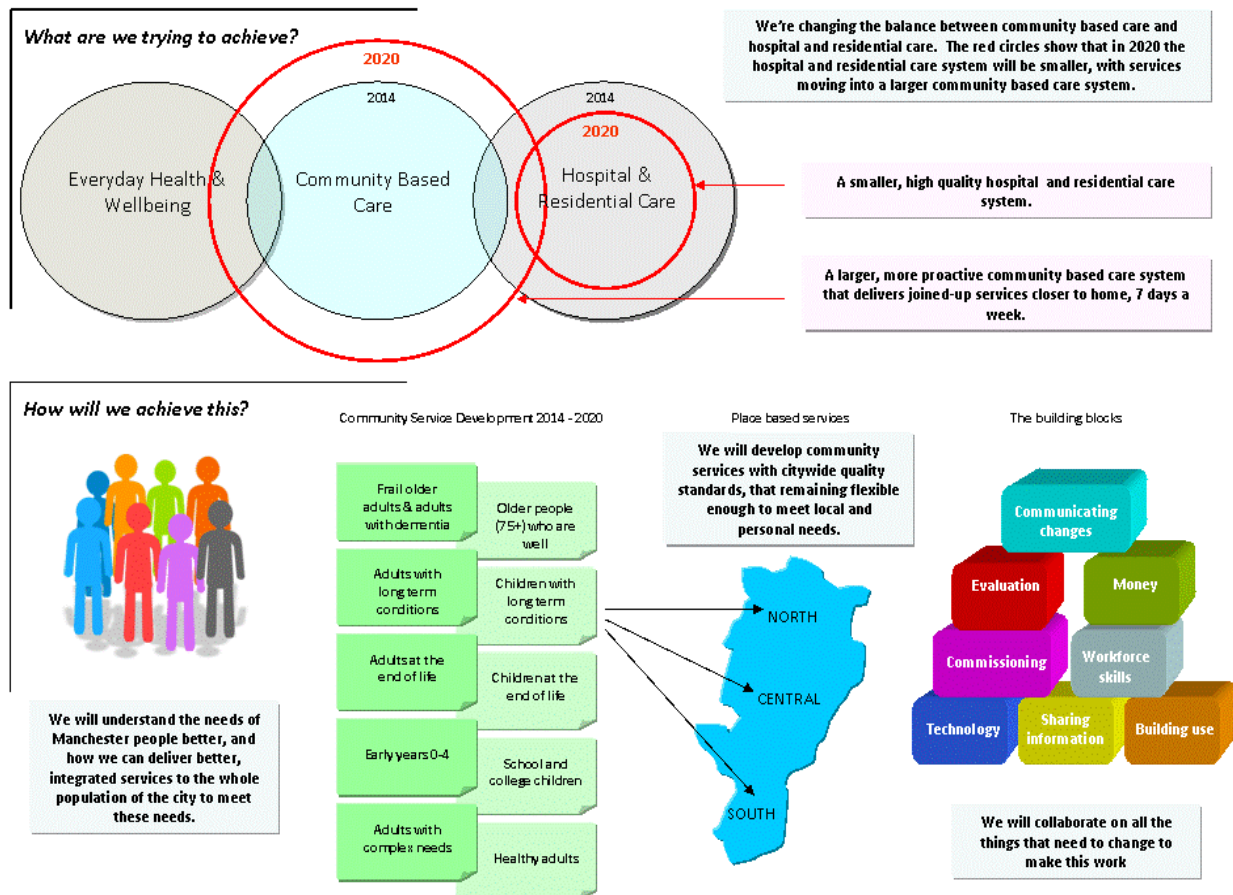 What are we trying to achieve?
2020
2014
2014
2020
Everyday Health &
Wellbeing
Community Based
Care
Hospital &
Residential Care
We're changing the balance between community based care and
hospital and residential care. The red circles show that in 2020 the
hospital and residential care system will be smaller, with services
moving into a larger community based care system.
A smaller, high quality hospital and residential care
system.
A larger, more proactive community based care system
that delivers joined-up services closer to home, 7 days a
week.
How will we achieve this?
We will understand the needs of
Manchester people better, and
how we can deliver better,
integrated services to the whole
population of the city to meet
these needs.
Community Service Development 2014 - 2020
Frail older
adults & adults
with dementia
Older people
(75+) who are
well
Adults with
long term
conditions
Children with
long term
conditions
Adults at the
end of life
Children at the
end of life
Early years 0-4
School and
college children
Adults with
complex needs
Healthy adults
Place based services
We will develop community
services with citywide quality
standards, that remaining flexible
enough to meet local and
personal needs.
NORTH
CENTRAL
SOUTH
The building blocks
Communicating
changes
Evaluation
Money
Commissioning
Workforce
skills
Technology
Sharing
information
Building use
We will collaborate on all the
things that need to change to
make this work